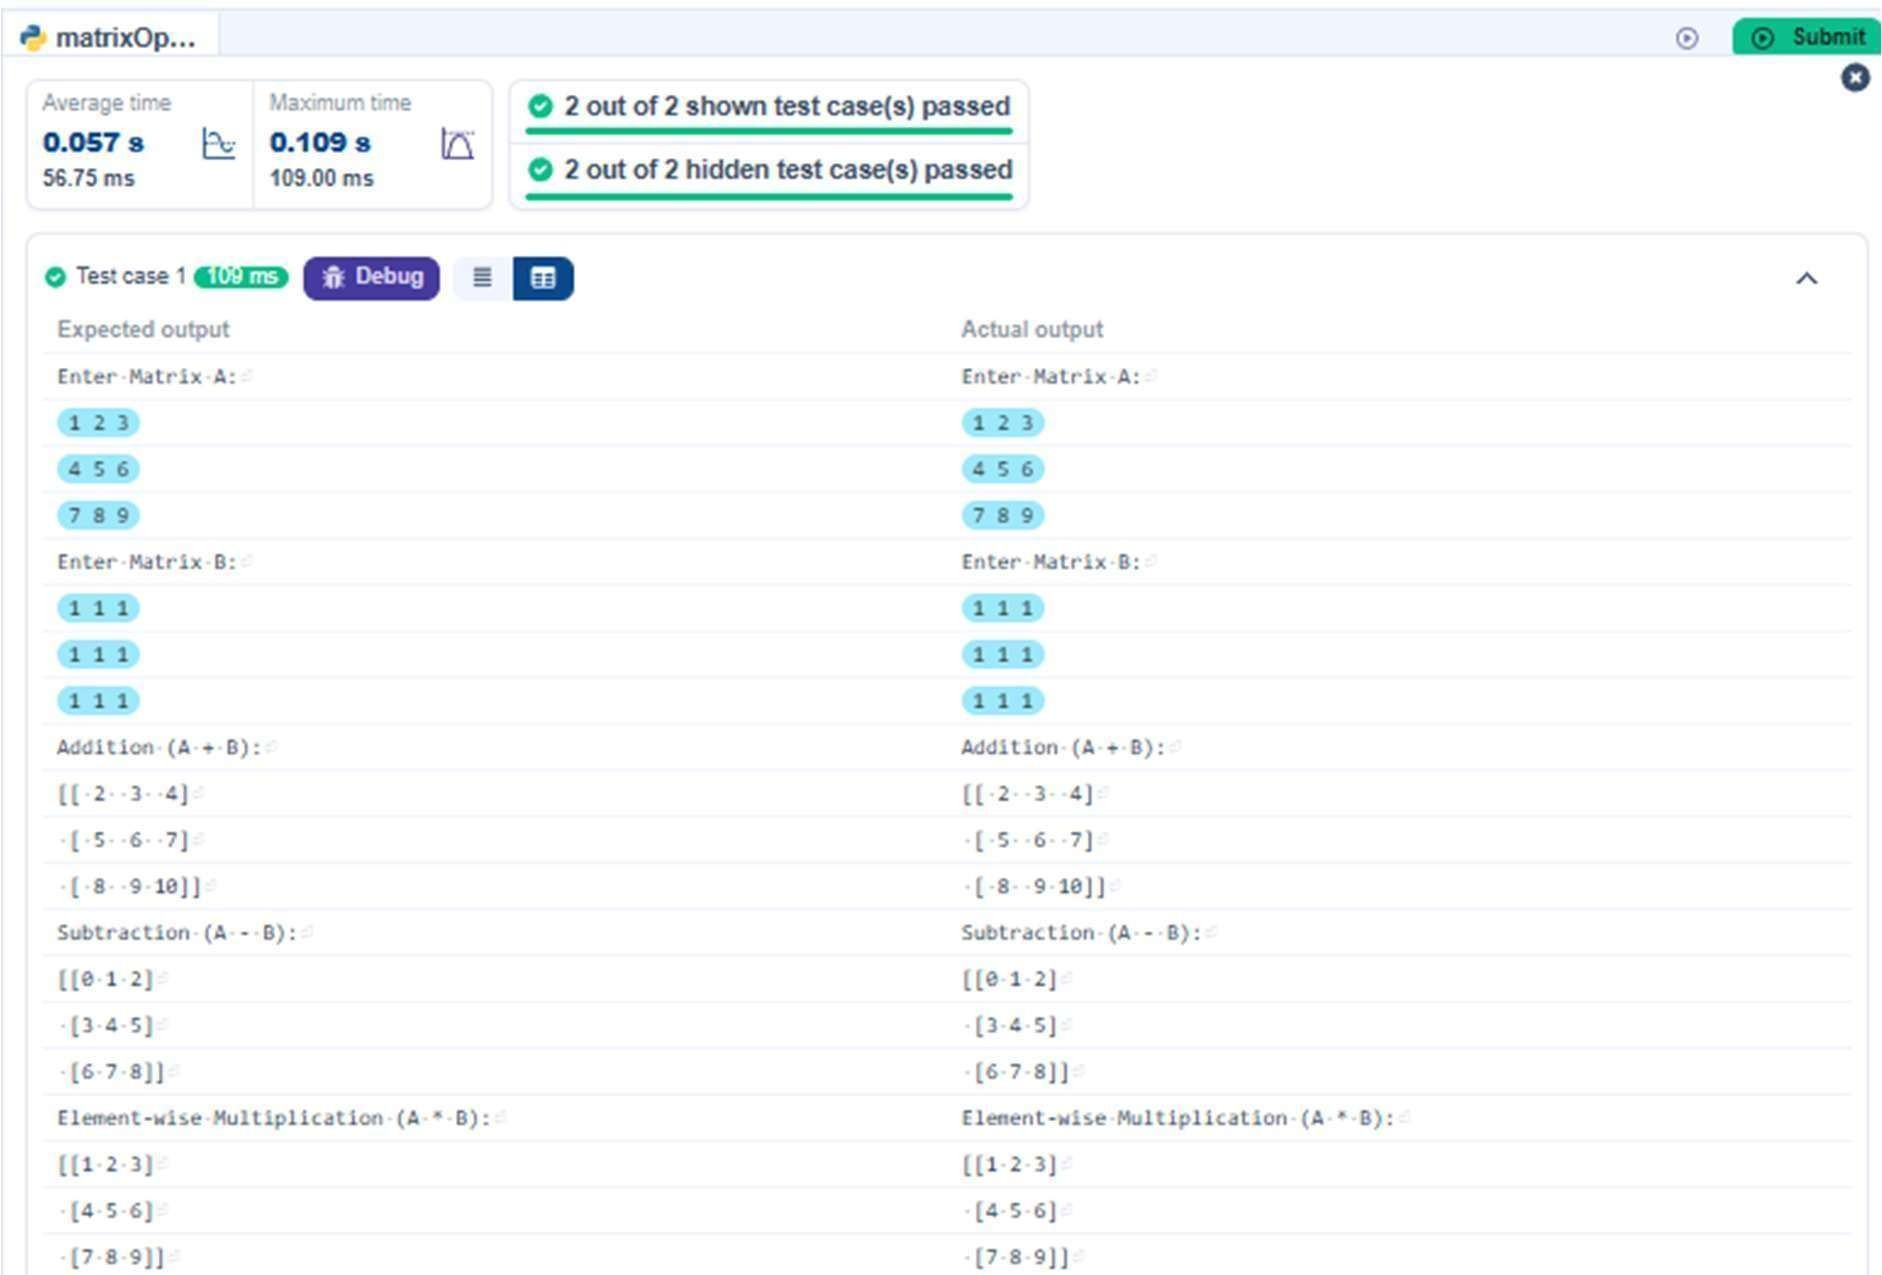 matrixOp...
Submit
Average time
0.057 s
56.75 ms
Maximum time
0.109 s
109.00 ms
2 out of 2 shown test case(s) passed
2 out of 2 hidden test case(s) passed
Test case 1 109 ms Debug
Expected output Actual output
Enter·Matrix·A: Enter·Matrix·A:
1 2 3 1 2 3
4 5 6 4 5 6
7 8 9 7 8 9
Enter·Matrix·B: Enter·Matrix·B:
1 1 1 1 1 1
1 1 1 1 1 1
1 1 1 1 1 1
Addition·(A·+·B): Addition·(A·+·B):
[[·2··3··4] [[·2··3··4]
·[·5··6··7] ·[·5··6··7]
·[·8··9·10]] ·[·8··9·10]]
Subtraction·(A·-·B): Subtraction·(A·-·B):
[[0·1·2] [[0·1·2]
·[3·4·5] ·[3·4·5]
·[6·7·8]] ·[6·7·8]]
Element-wise·Multiplication·(A·*·B): Element-wise·Multiplication·(A·*·B):
[[1·2·3] [[1·2·3]
·[4·5·6] ·[4·5·6]
·[7·8·9]] ·[7·8·9]]